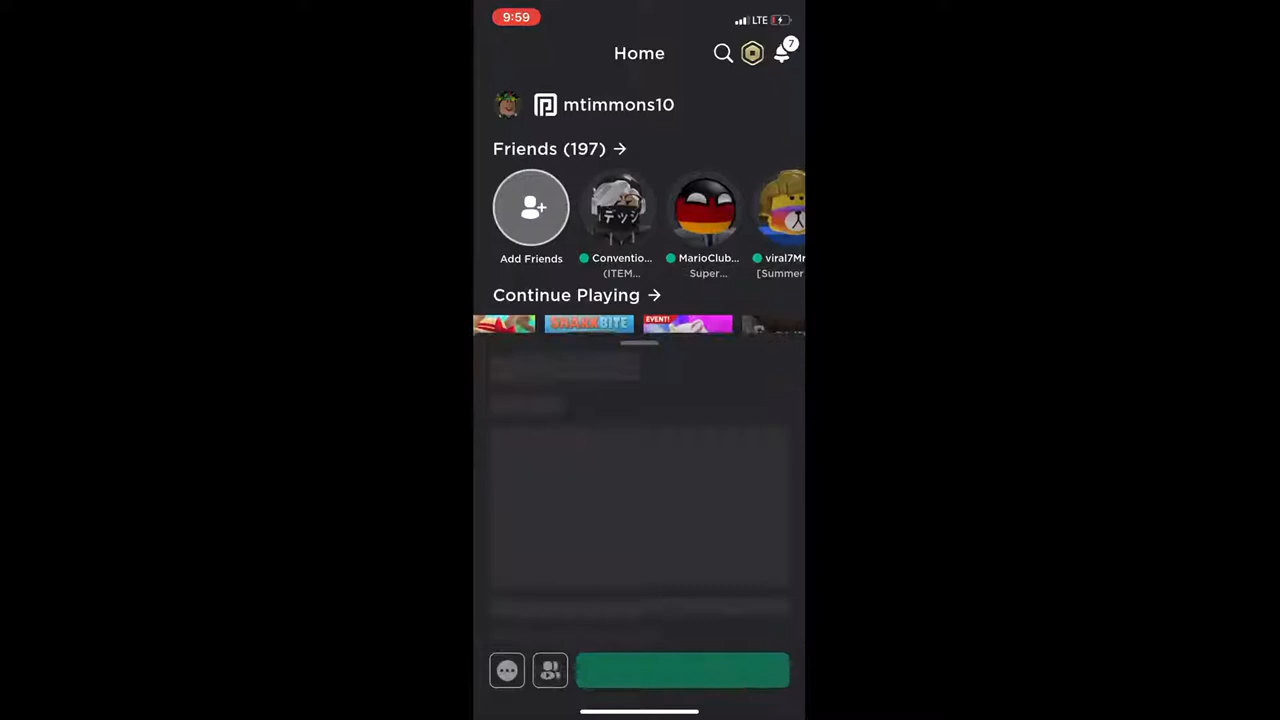 9:59
LTE
Home
7
mtimmons10
Friends (197)
デッシ
Add Friends
Conventio...
MarioClub...
viral7Mr
(ITEM...
Super...
[Summer
Continue Playing
SHARKBITE
EVENT!